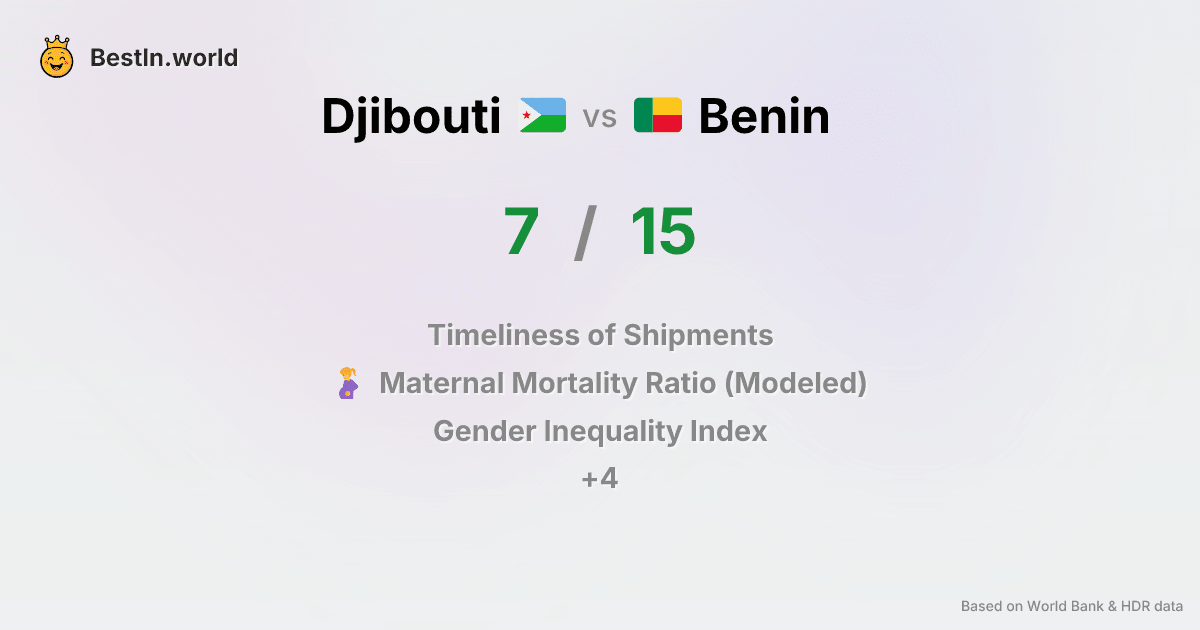 BestIn.world
Djibouti vs Benin
7 / 15
Timeliness of Shipments
Maternal Mortality Ratio (Modeled)
Gender Inequality Index
+4
Based on World Bank & HDR data